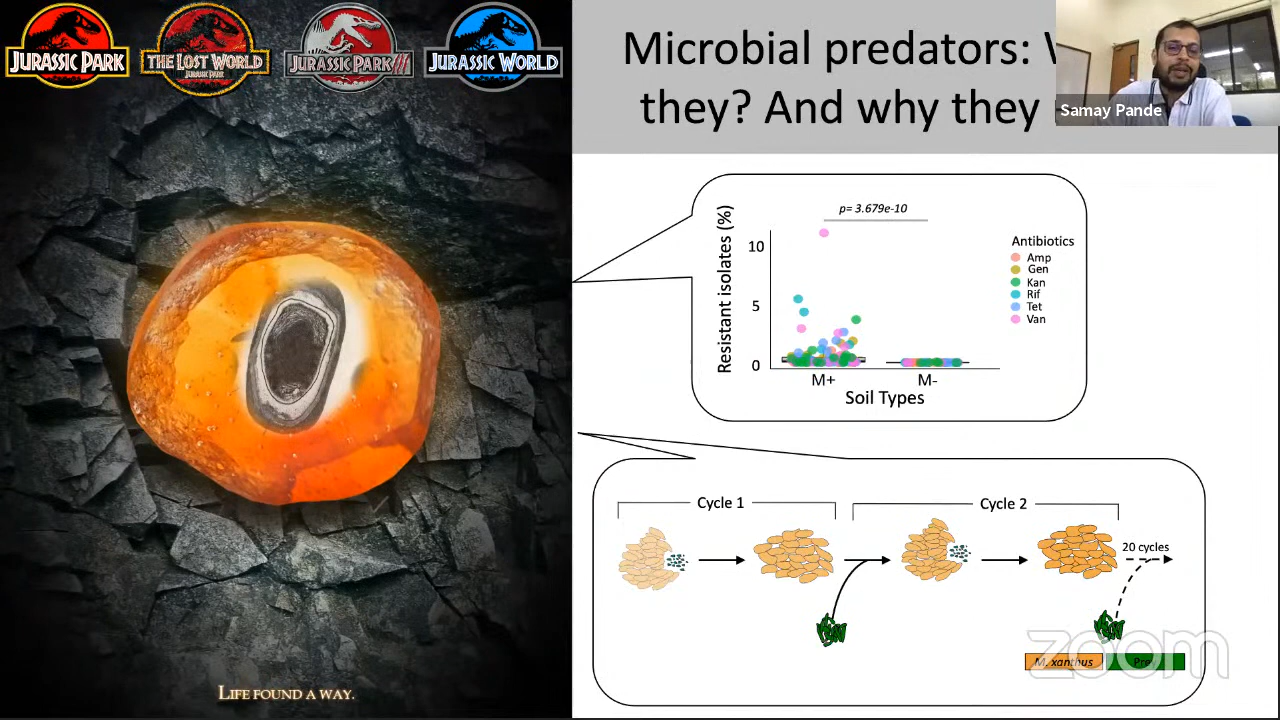 JURASSIC PARK
THE LOST WORLD
JURASSIC PARK
JURASSIC PARK III
JURASSIC WORLD
Microbial predators:
they? And why they
Samay Pande
p= 3.679e-10
Resistant isolates (%)
10
5
0
M+
M-
Soil Types
Antibiotics
Amp
Gen
Kan
Rif
Tet
Van
Cycle 1
Cycle 2
20 cycles
M. xanthus
Prey
zoom
LIFE FOUND A WAY.